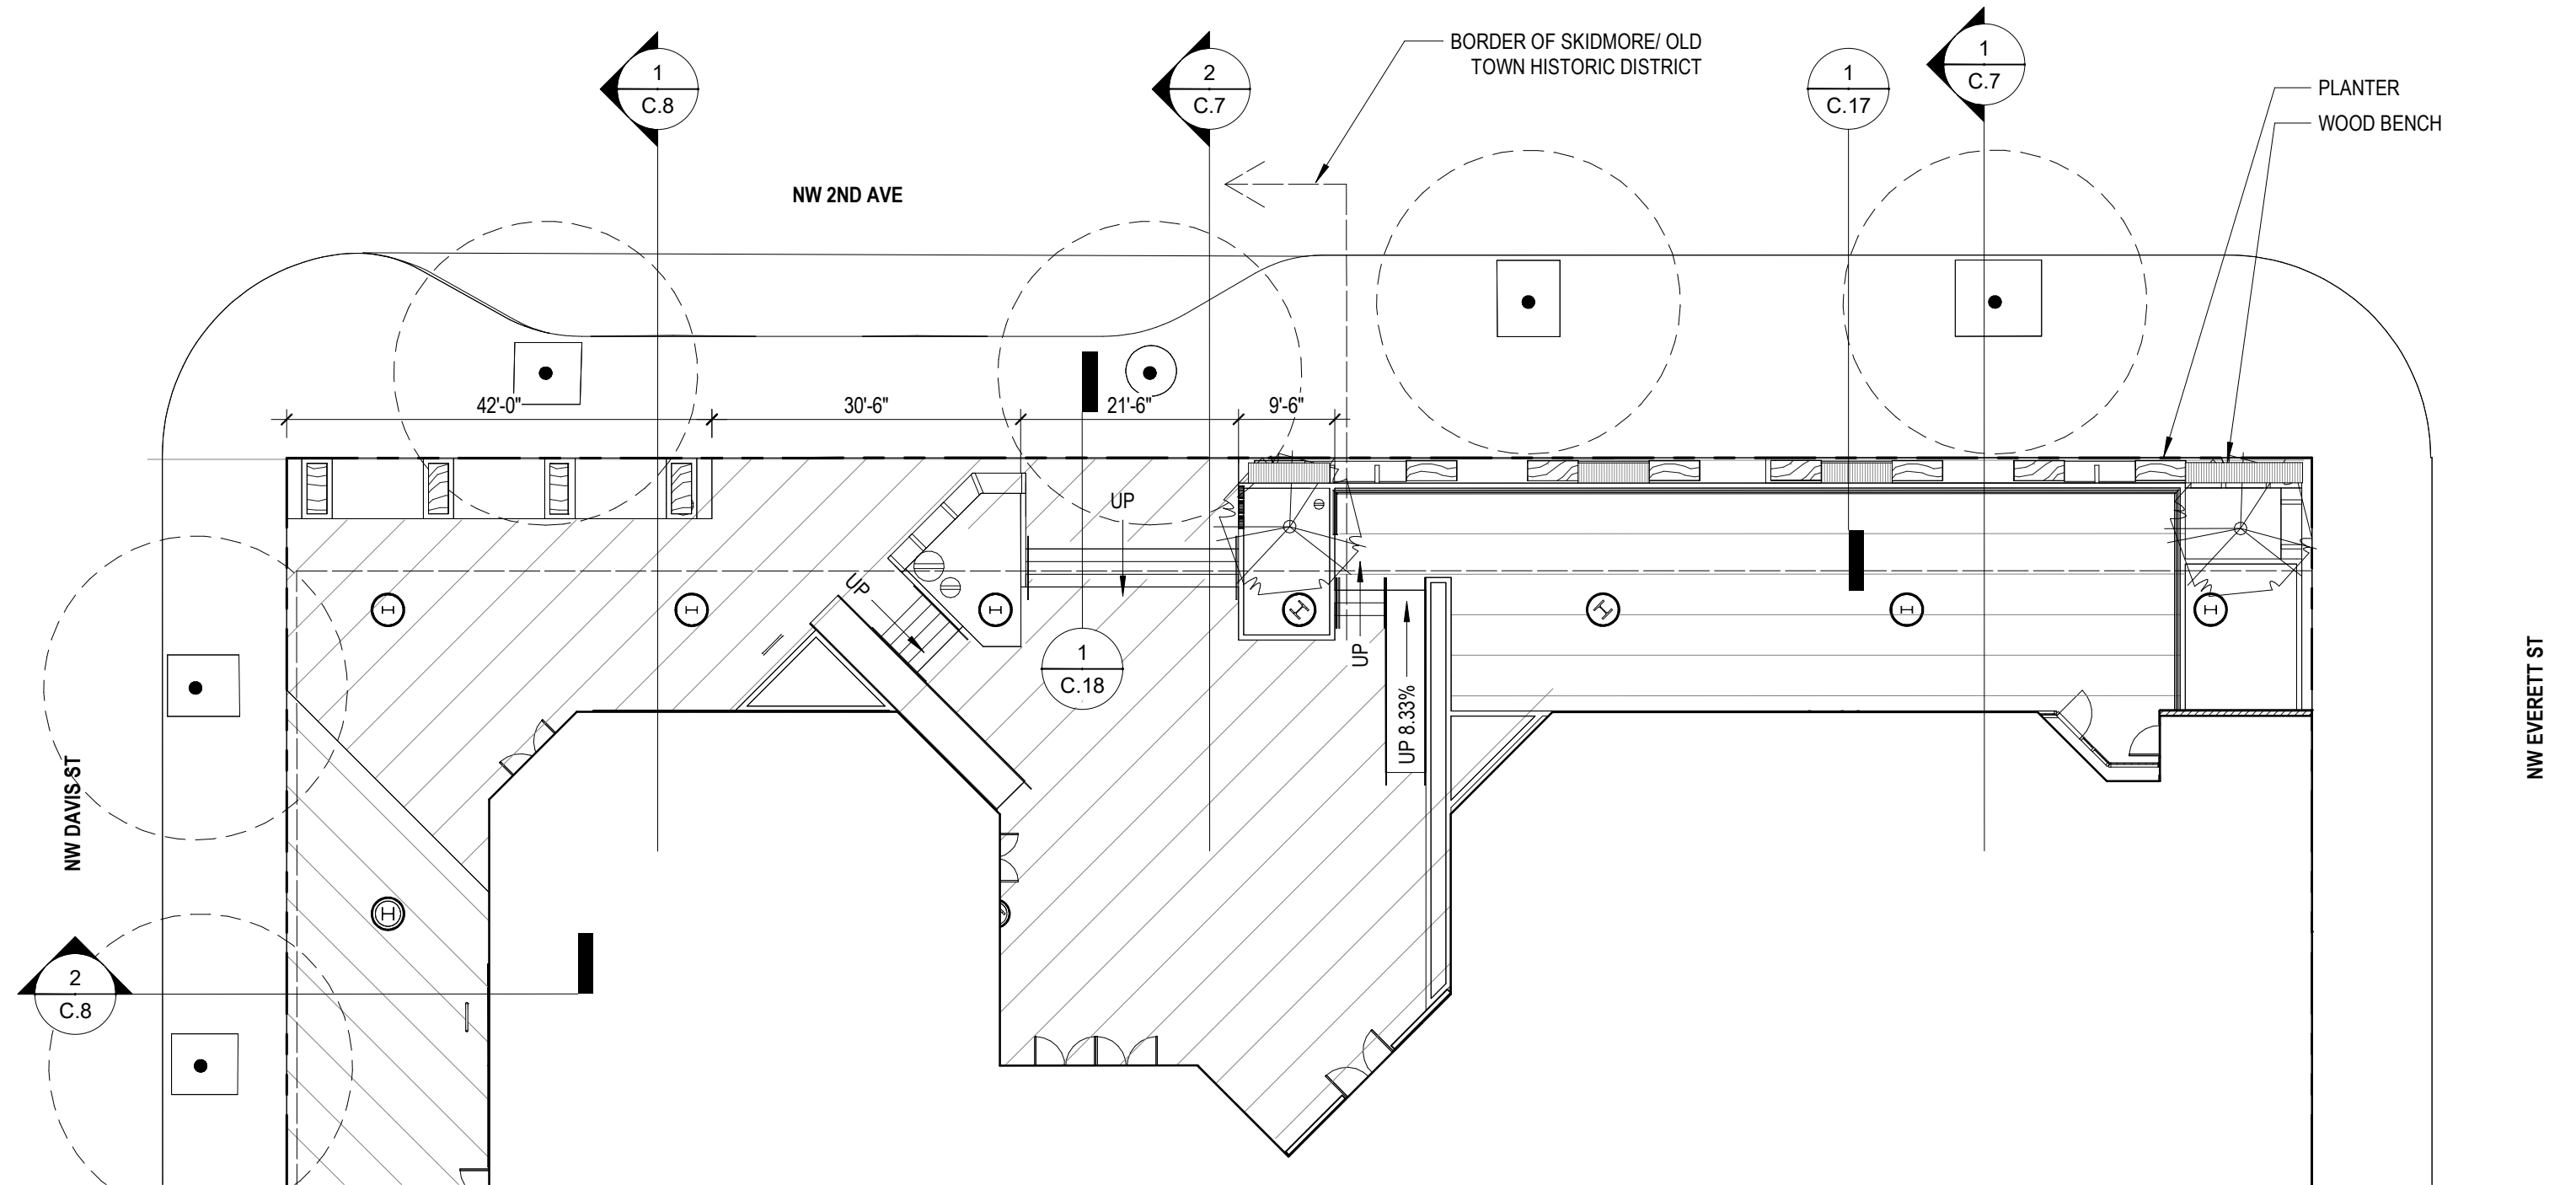 1
C.8
2
C.7
BORDER OF SKIDMORE/ OLD
TOWN HISTORIC DISTRICT
1
C.17
1
C.7
PLANTER
WOOD BENCH
NW 2ND AVE
42'-0"
30'-6"
21'-6"
9'-6"
UP
UP
UP
UP 8.33%
1
C.18
NW DAVIS ST
NW EVERETT ST
2
C.8